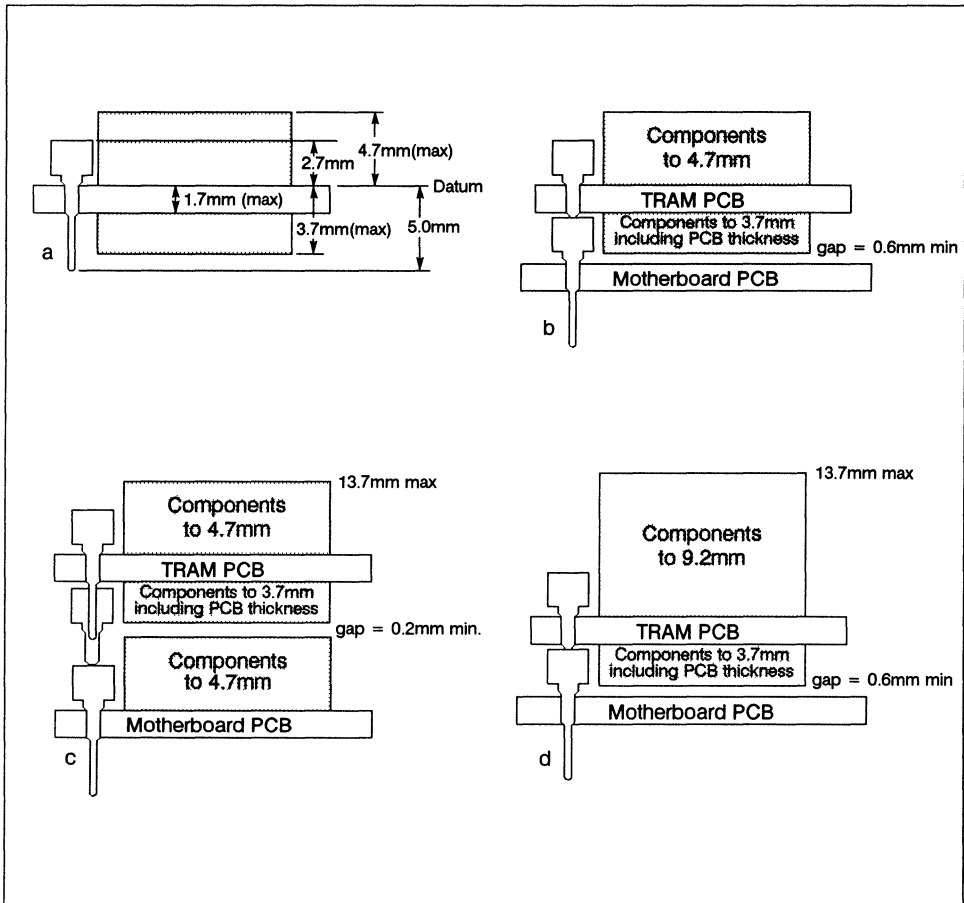 4.7mm(max)
2.7mm
Datum
1.7mm (max)
5.0mm
3.7mm(max)
a
Components
to 4.7mm
TRAM PCB
Components to 3.7mm
including PCB thickness
gap = 0.6mm min
Motherboard PCB
b
13.7mm max
Components
to 4.7mm
TRAM PCB
Components to 3.7mm
including PCB thickness
gap = 0.2mm min.
Components
to 4.7mm
Motherboard PCB
c
13.7mm max
Components
to 9.2mm
TRAM PCB
Components to 3.7mm
including PCB thickness
gap = 0.6mm min
Motherboard PCB
d